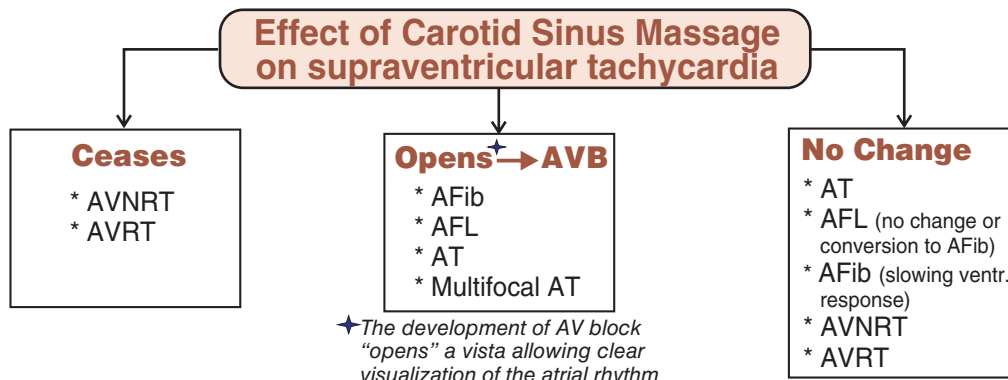 Effect of Carotid Sinus Massage
on supraventricular tachycardia
Ceases
* AVNRT
* AVRT
Opens → AVB
* AFib
* AFL
* AT
* Multifocal AT
The development of AV block
“opens” a vista allowing clear
visualization of the atrial rhythm
No Change
* AT
* AFL (no change or
conversion to AFib)
* AFib (slowing ventr.
response)
* AVNRT
* AVRT